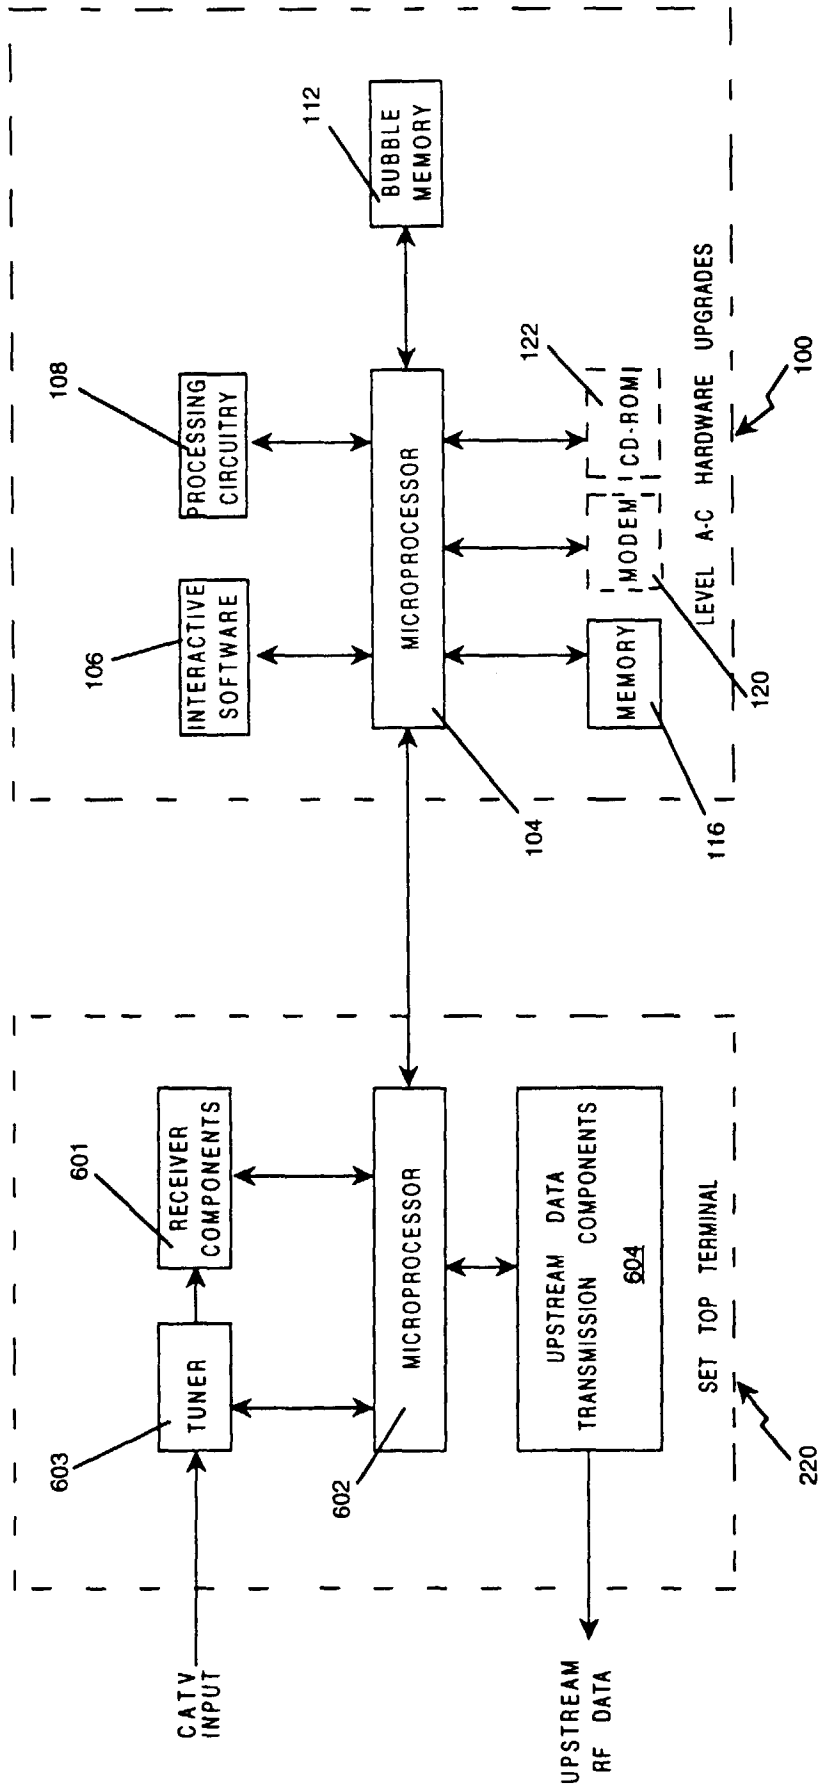 CATV
INPUT
603
TUNER
601
RECEIVER
COMPONENTS
602
MICROPROCESSOR
UPSTREAM DATA
TRANSMISSION COMPONENTS
604
UPSTREAM
RF DATA
SET TOP TERMINAL
220
106
INTERACTIVE
SOFTWARE
108
PROCESSING
CIRCUITRY
MICROPROCESSOR
104
112
BUBBLE
MEMORY
MEMORY
116
MODEM
120
CD-ROM
122
LEVEL A-C HARDWARE UPGRADES
100